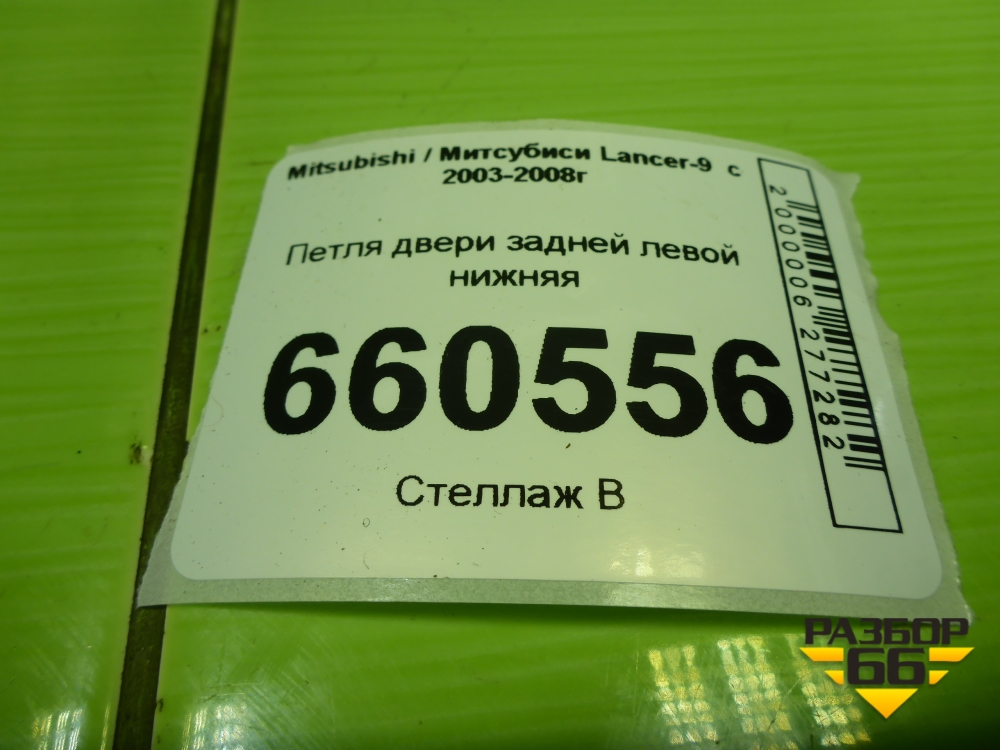 Mitsubishi / Митсубиси Lancer-9 с
2003-2008г
Петля двери задней левой
нижняя
660556
Стеллаж В
2000006277282
РАЗБОР
66